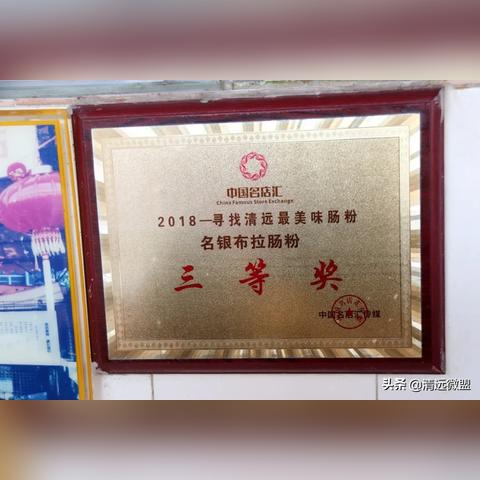 中国名店汇
China Famous Store Exchange
2018—寻找清远最美味肠粉
名银布拉肠粉
三等奖
中国名店汇传媒
头条 @清远微盟